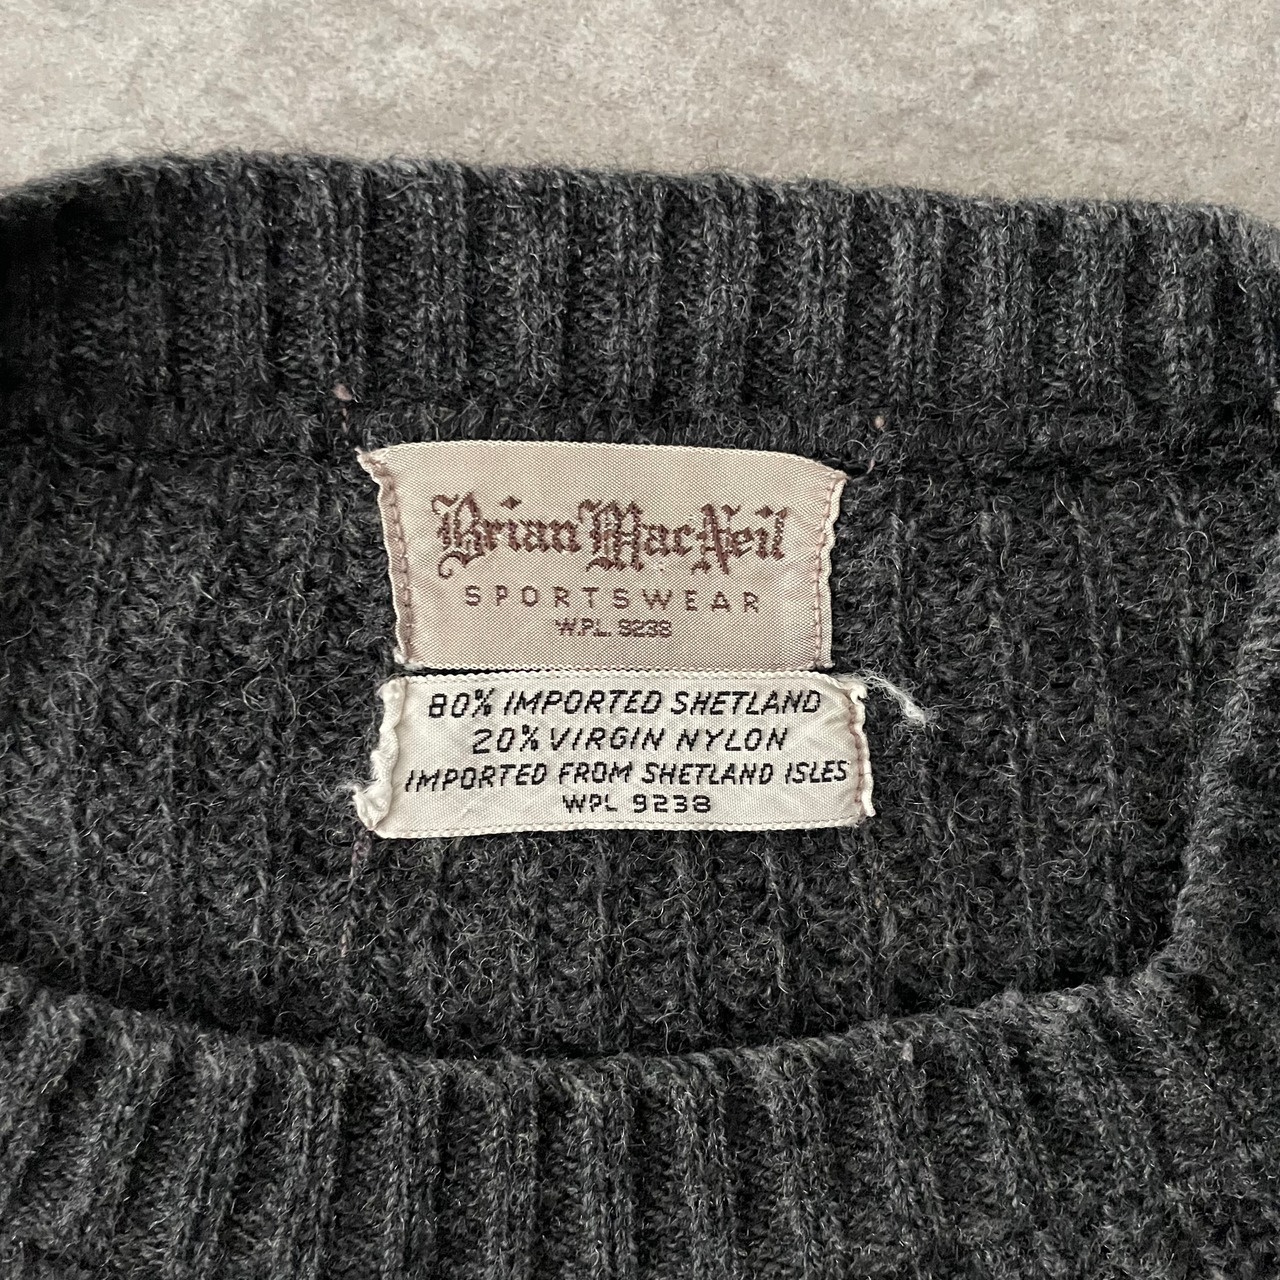 Brian MacNeil
SPORTSWEAR
W.P.L. 9238
80% IMPORTED SHETLAND
20% VIRGIN NYLON
IMPORTED FROM SHETLAND ISLES
WPL 9238